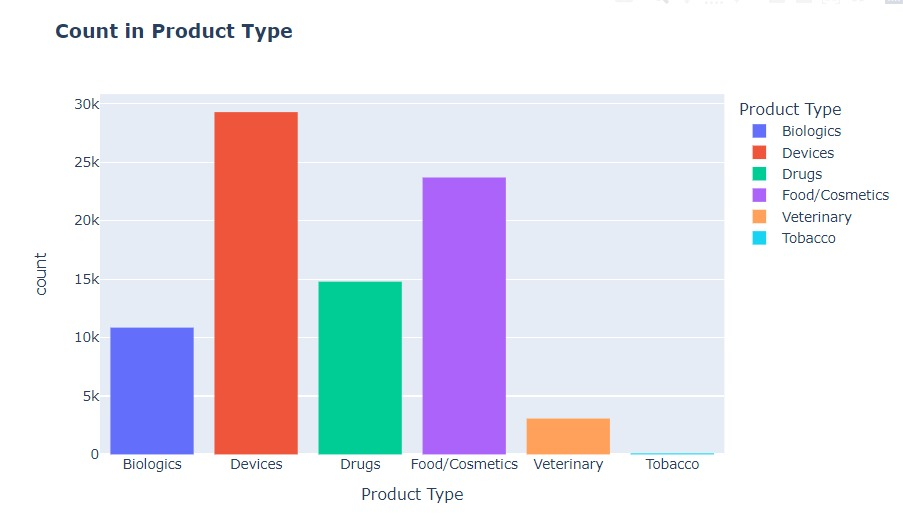 Count in Product Type
30k
25k
20k
15k
10k
5k
0
count
Biologics
Devices
Drugs
Food/Cosmetics
Veterinary
Tobacco
Product Type
Product Type
Biologics
Devices
Drugs
Food/Cosmetics
Veterinary
Tobacco